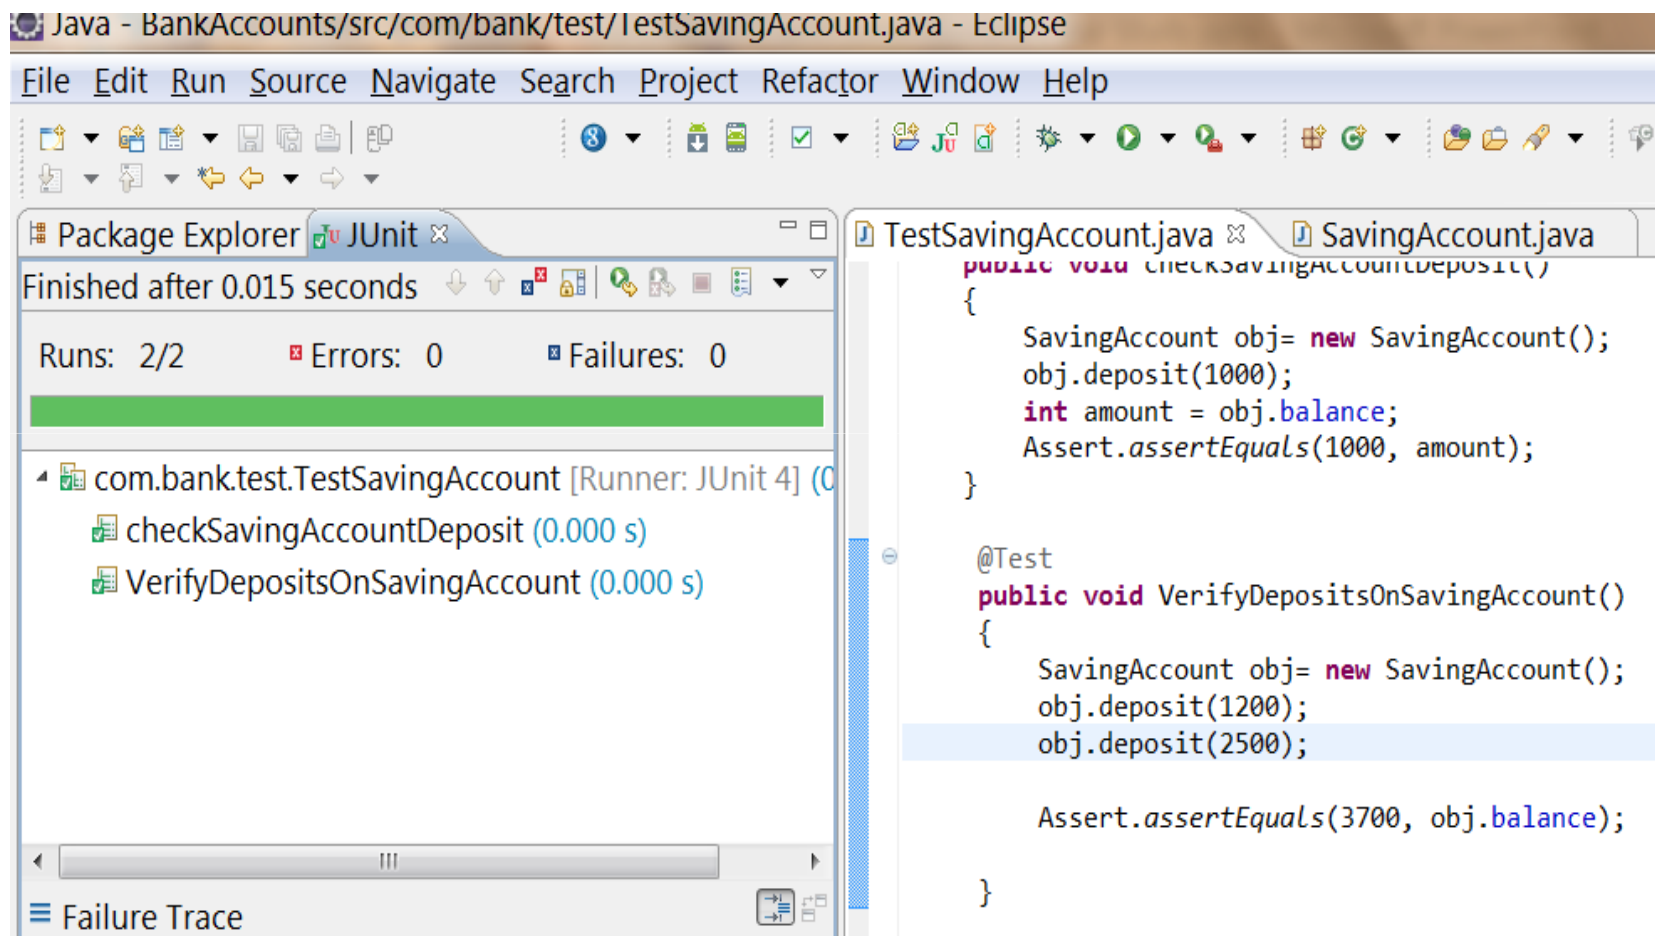 Java - BankAccounts/src/com/bank/test/TestSavingAccount.java - Eclipse
File Edit Run Source Navigate Search Project Refactor Window Help
Package Explorer JUnit
Finished after 0.015 seconds
Runs: 2/2 Errors: 0 Failures: 0
com.bank.test.TestSavingAccount [Runner: JUnit 4] (0
checkSavingAccountDeposit (0.000 s)
VerifyDepositsOnSavingAccount (0.000 s)
Failure Trace
TestSavingAccount.java SavingAccount.java
public void checkSavingAccountDeposit()
{
SavingAccount obj= new SavingAccount();
obj.deposit(1000);
int amount = obj.balance;
Assert.assertEquals(1000, amount);
}
@Test
public void VerifyDepositsOnSavingAccount()
{
SavingAccount obj= new SavingAccount();
obj.deposit(1200);
obj.deposit(2500);
Assert.assertEquals(3700, obj.balance);
}